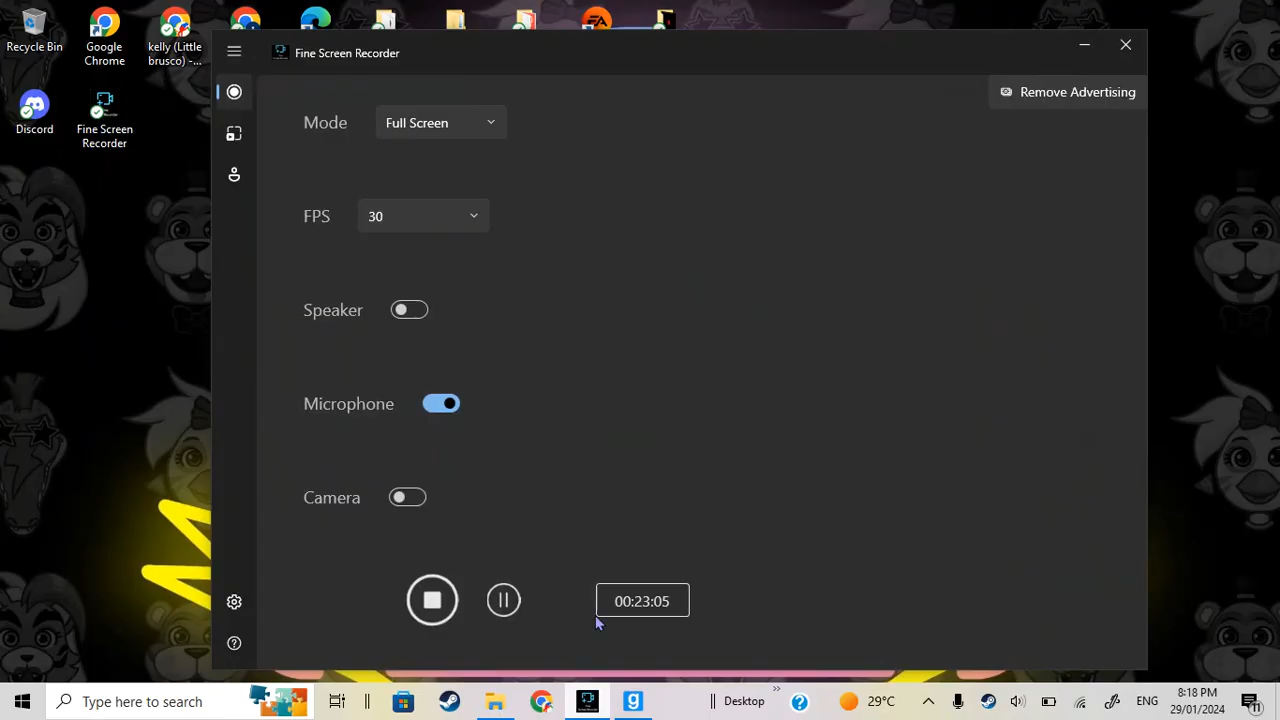 Recycle Bin
Google
Chrome
kelly (Little
brusco) -...
Discord
Fine Screen
Recorder
Fine Screen Recorder
Remove Advertising
Mode
Full Screen
FPS
30
Speaker
Microphone
Camera
00:23:05
Type here to search
Desktop
29°C
ENG
8:18 PM
29/01/2024